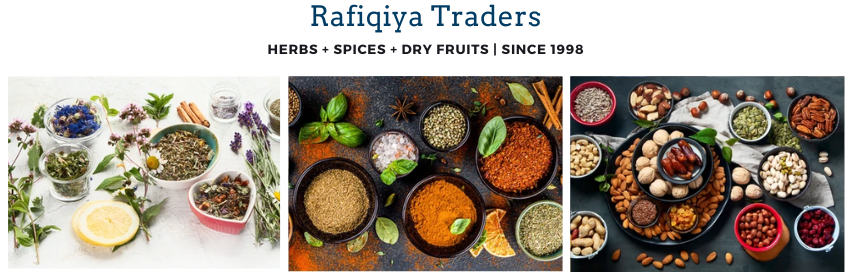 Rafiqiya Traders
HERBS + SPICES + DRY FRUITS | SINCE 1998